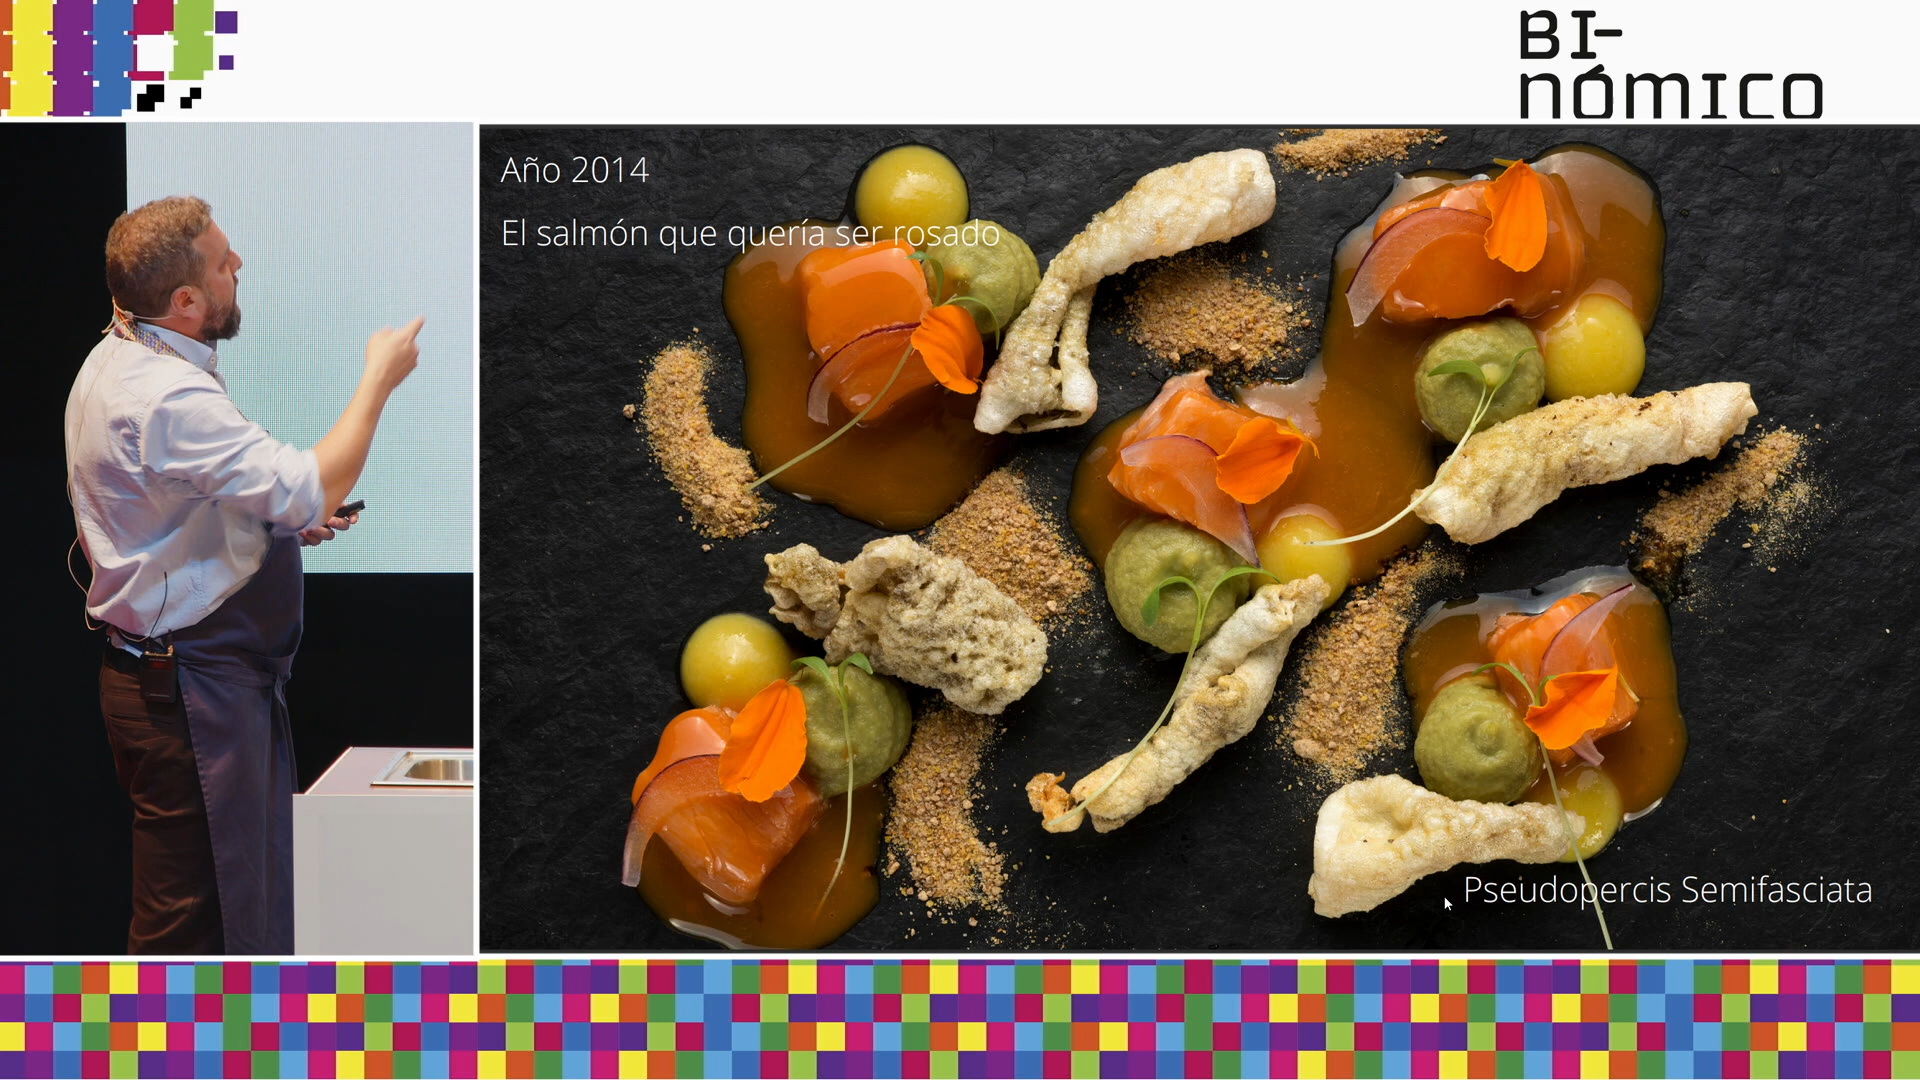 BI-
NÓMICO
Año 2014
El salmón que quería ser rosado
Pseudopercis Semifasciata